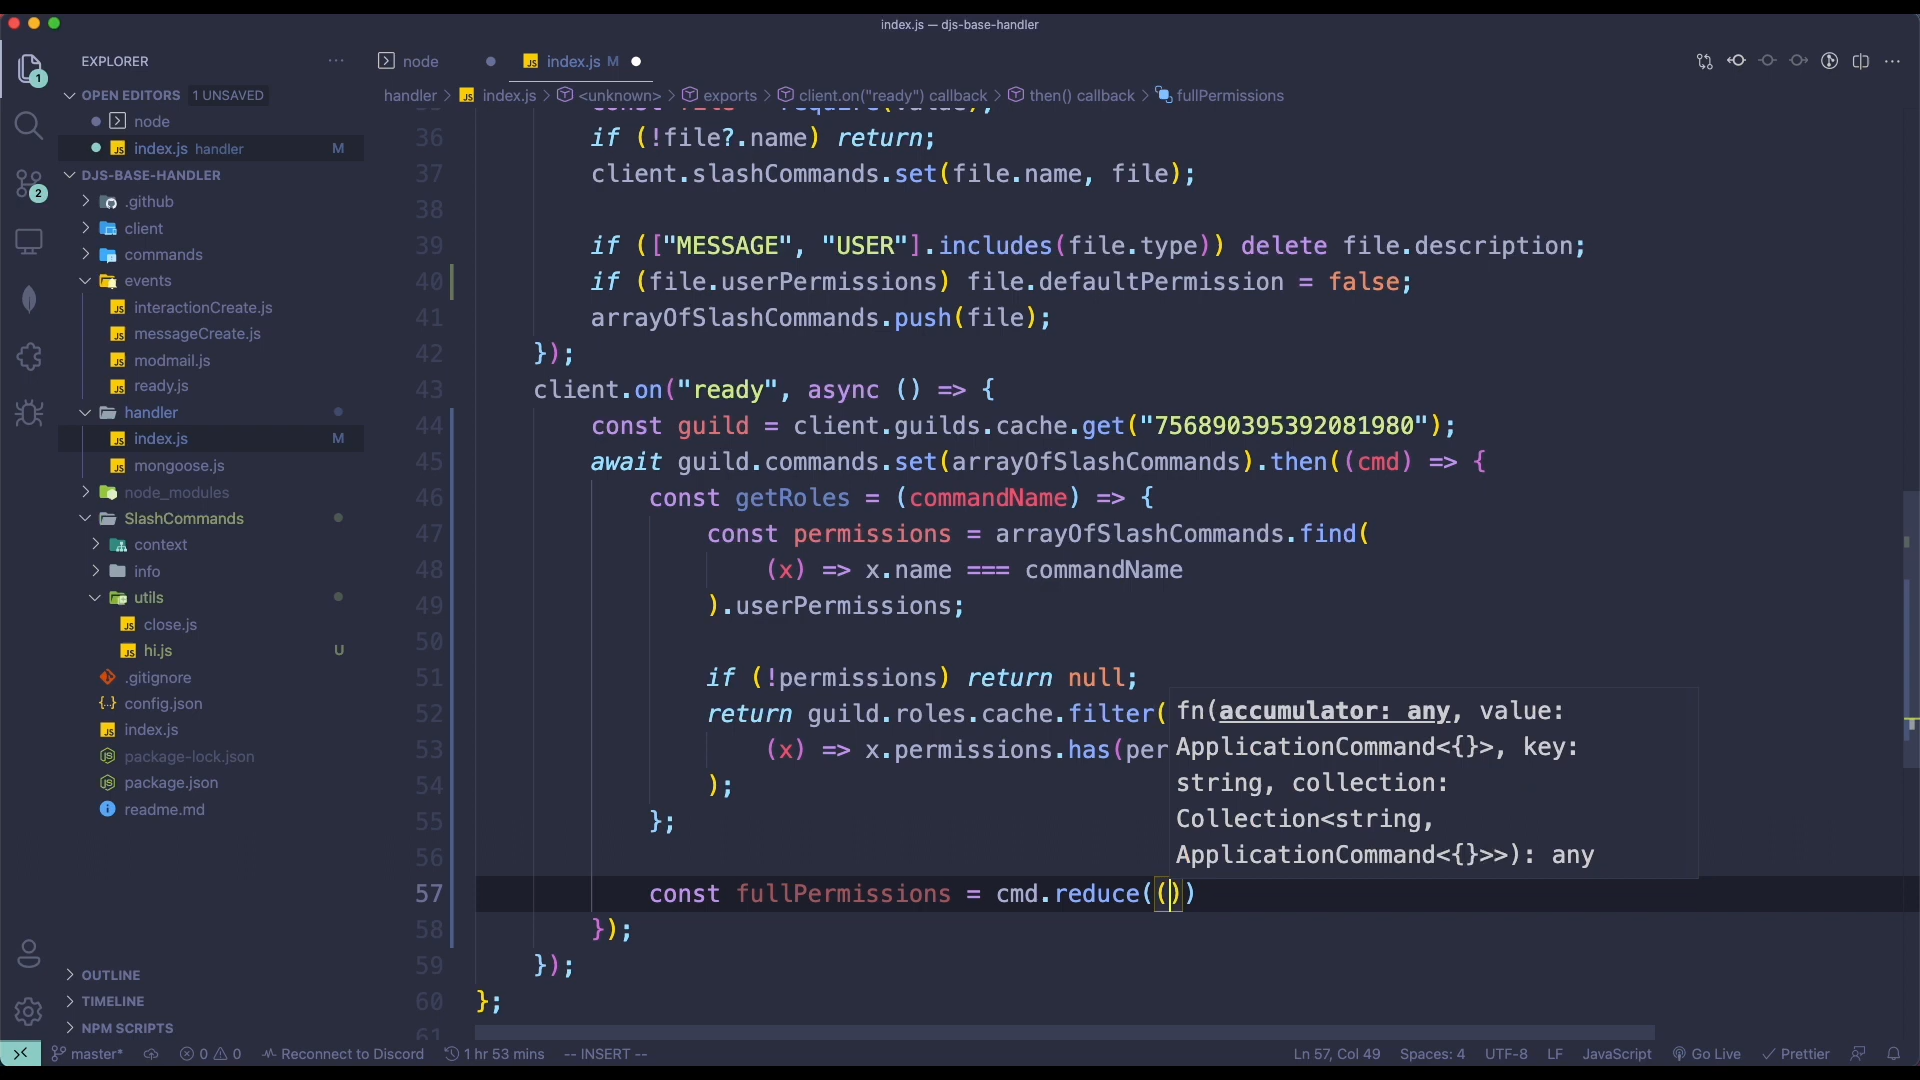 index.js — djs-base-handler
EXPLORER
node
index.js M
OPEN EDITORS 1 UNSAVED
handler > index.js > <unknown> > exports > client.on("ready") callback > then() callback > fullPermissions
node
index.js handler M
DJS-BASE-HANDLER
.github
client
commands
events
interactionCreate.js
messageCreate.js
modmail.js
ready.js
handler
index.js M
mongoose.js
node_modules
SlashCommands
context
info
utils
close.js
hi.js U
.gitignore
config.json
index.js
package-lock.json
package.json
readme.md
OUTLINE
TIMELINE
NPM SCRIPTS
1
2
36 if (!file?.name) return;
37 client.slashCommands.set(file.name, file);
38
39 if (["MESSAGE", "USER"].includes(file.type)) delete file.description;
40 if (file.userPermissions) file.defaultPermission = false;
41 arrayOfSlashCommands.push(file);
42 });
43 client.on("ready", async () => {
44 const guild = client.guilds.cache.get("756890395392081980");
45 await guild.commands.set(arrayOfSlashCommands).then((cmd) => {
46 const getRoles = (commandName) => {
47 const permissions = arrayOfSlashCommands.find(
48 (x) => x.name === commandName
49 ).userPermissions;
50
51 if (!permissions) return null;
52 return guild.roles.cache.filter(
53 (x) => x.permissions.has(per
54 );
55 };
56
57 const fullPermissions = cmd.reduce(())
58 });
59 });
60 };
61
fn(accumulator: any, value:
ApplicationCommand<{}>, key:
string, collection:
Collection<string,
ApplicationCommand<{}>>): any
master* 0 0 Reconnect to Discord 1 hr 53 mins -- INSERT -- Ln 57, Col 49 Spaces: 4 UTF-8 LF JavaScript Go Live Prettier